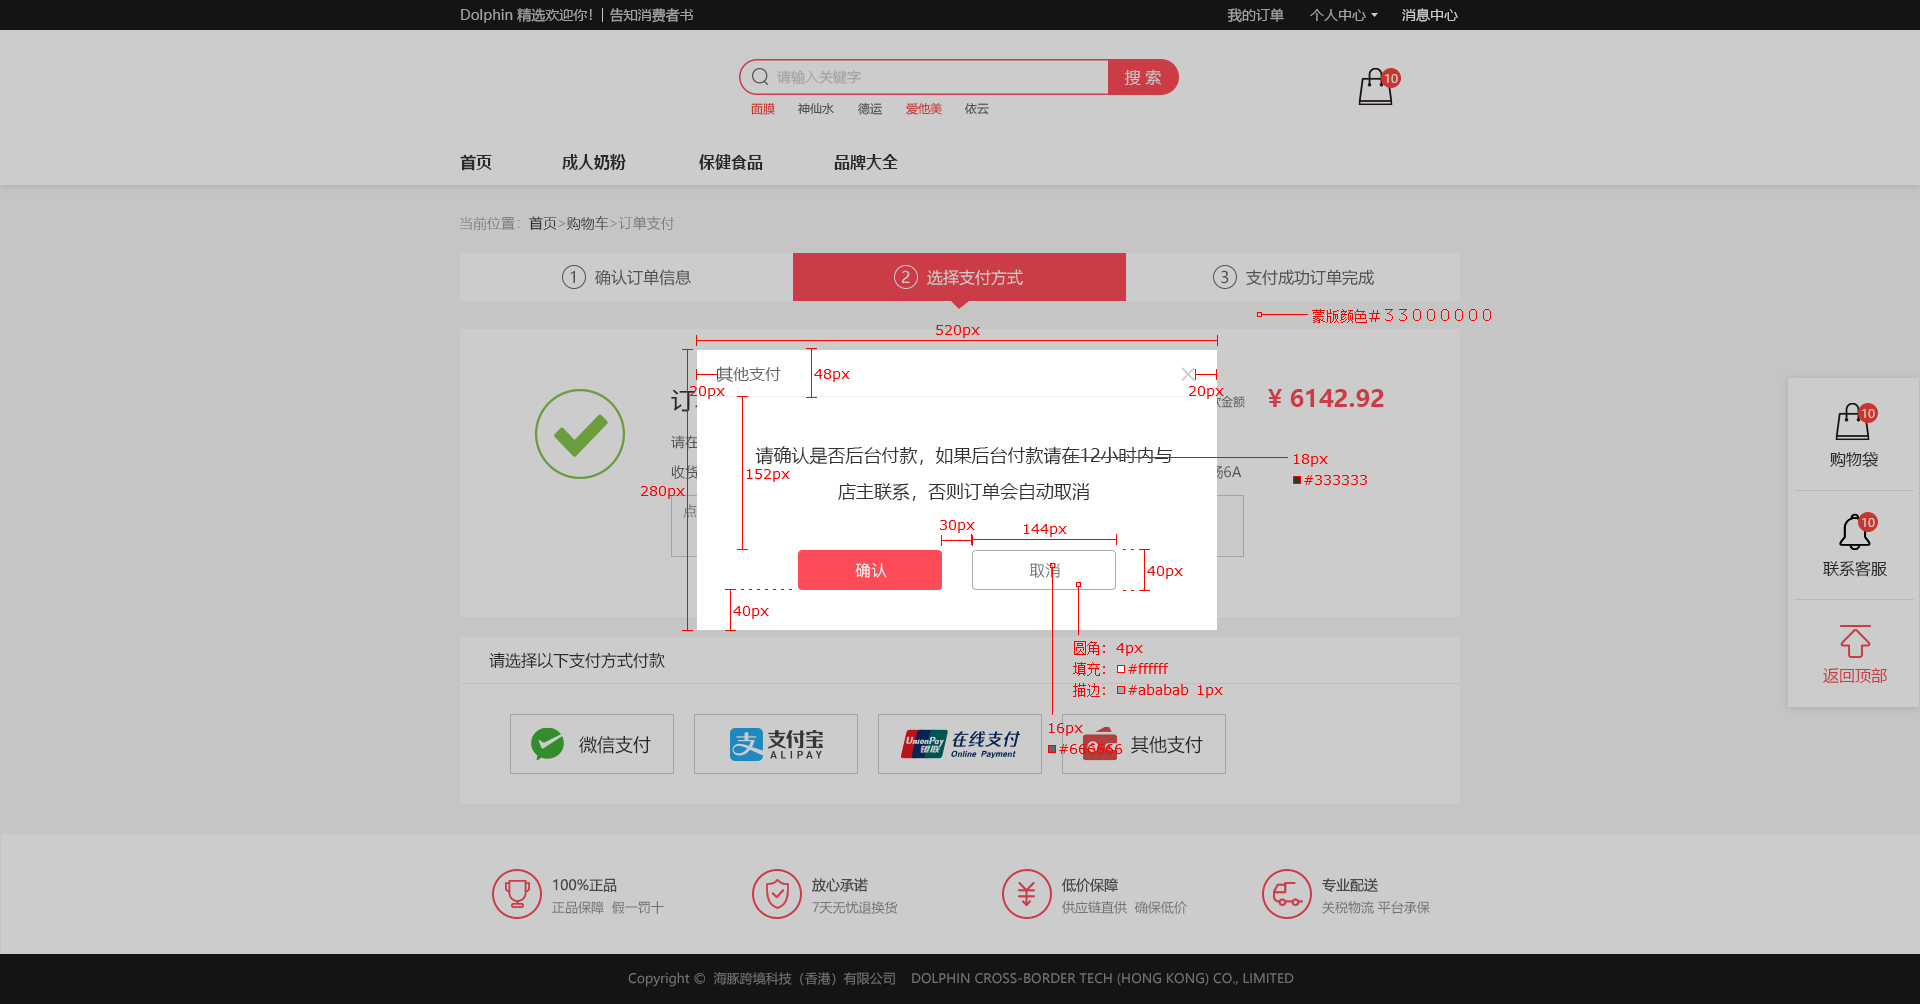 Dolphin 精选欢迎你！| 告知消费者书
我的订单 个人中心 消息中心
请输入关键字 搜 索
10
面膜 神仙水 德运 爱他美 依云
首页 成人奶粉 保健食品 品牌大全
当前位置：首页>购物车>订单支付
1 确认订单信息 2 选择支付方式 3 支付成功订单完成
蒙版颜色#33000000
520px
其他支付
48px
20px
20px
订
金额
¥ 6142.92
请在
收货
6A
点
280px
152px
请确认是否后台付款，如果后台付款请在12小时内与
店主联系，否则订单会自动取消
18px
#333333
30px
144px
确认
取消
40px
40px
圆角：4px
填充：#ffffff
描边：#ababab 1px
16px
#666666
请选择以下支付方式付款
微信支付
支付宝
ALIPAY
UnionPay
银联
在线支付
Online Payment
其他支付
10
购物袋
10
联系客服
返回顶部
100%正品
正品保障 假一罚十
放心承诺
7天无忧退换货
低价保障
供应链直供 确保低价
专业配送
关税物流 平台承保
Copyright © 海豚跨境科技（香港）有限公司 DOLPHIN CROSS-BORDER TECH (HONG KONG) CO., LIMITED